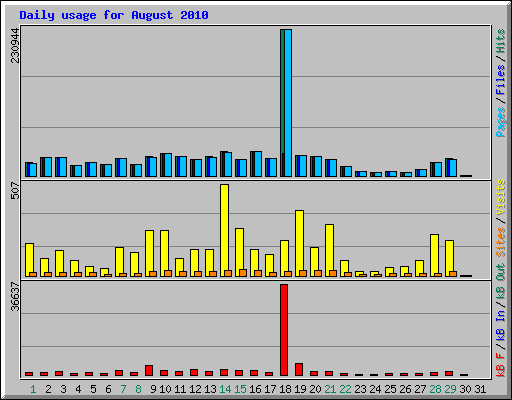 Daily usage for August 2010
230944
Pages / Files / Hits
507
Sites / Visits
36637
kB F / kB In / kB Out
1 2 3 4 5 6 7 8 9 10 11 12 13 14 15 16 17 18 19 20 21 22 23 24 25 26 27 28 29 30 31